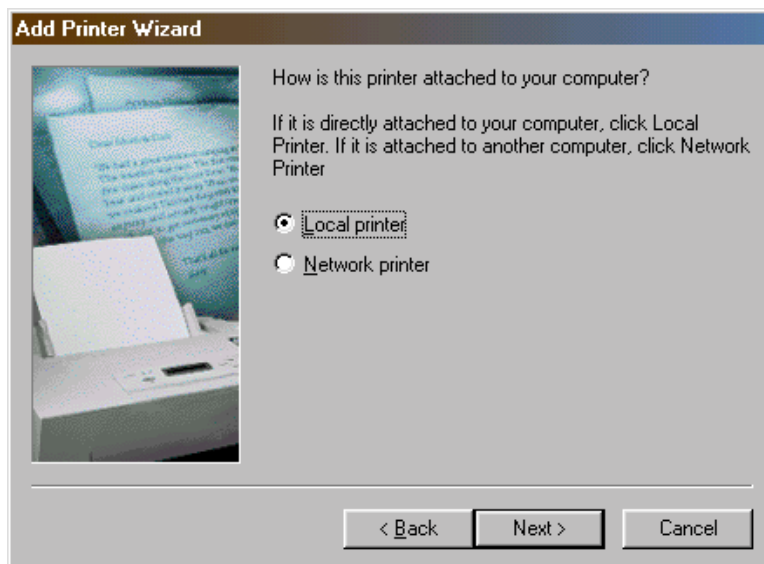 Add Printer Wizard
How is this printer attached to your computer?
If it is directly attached to your computer, click Local
Printer. If it is attached to another computer, click Network
Printer
Local printer
Network printer
< Back
Next >
Cancel